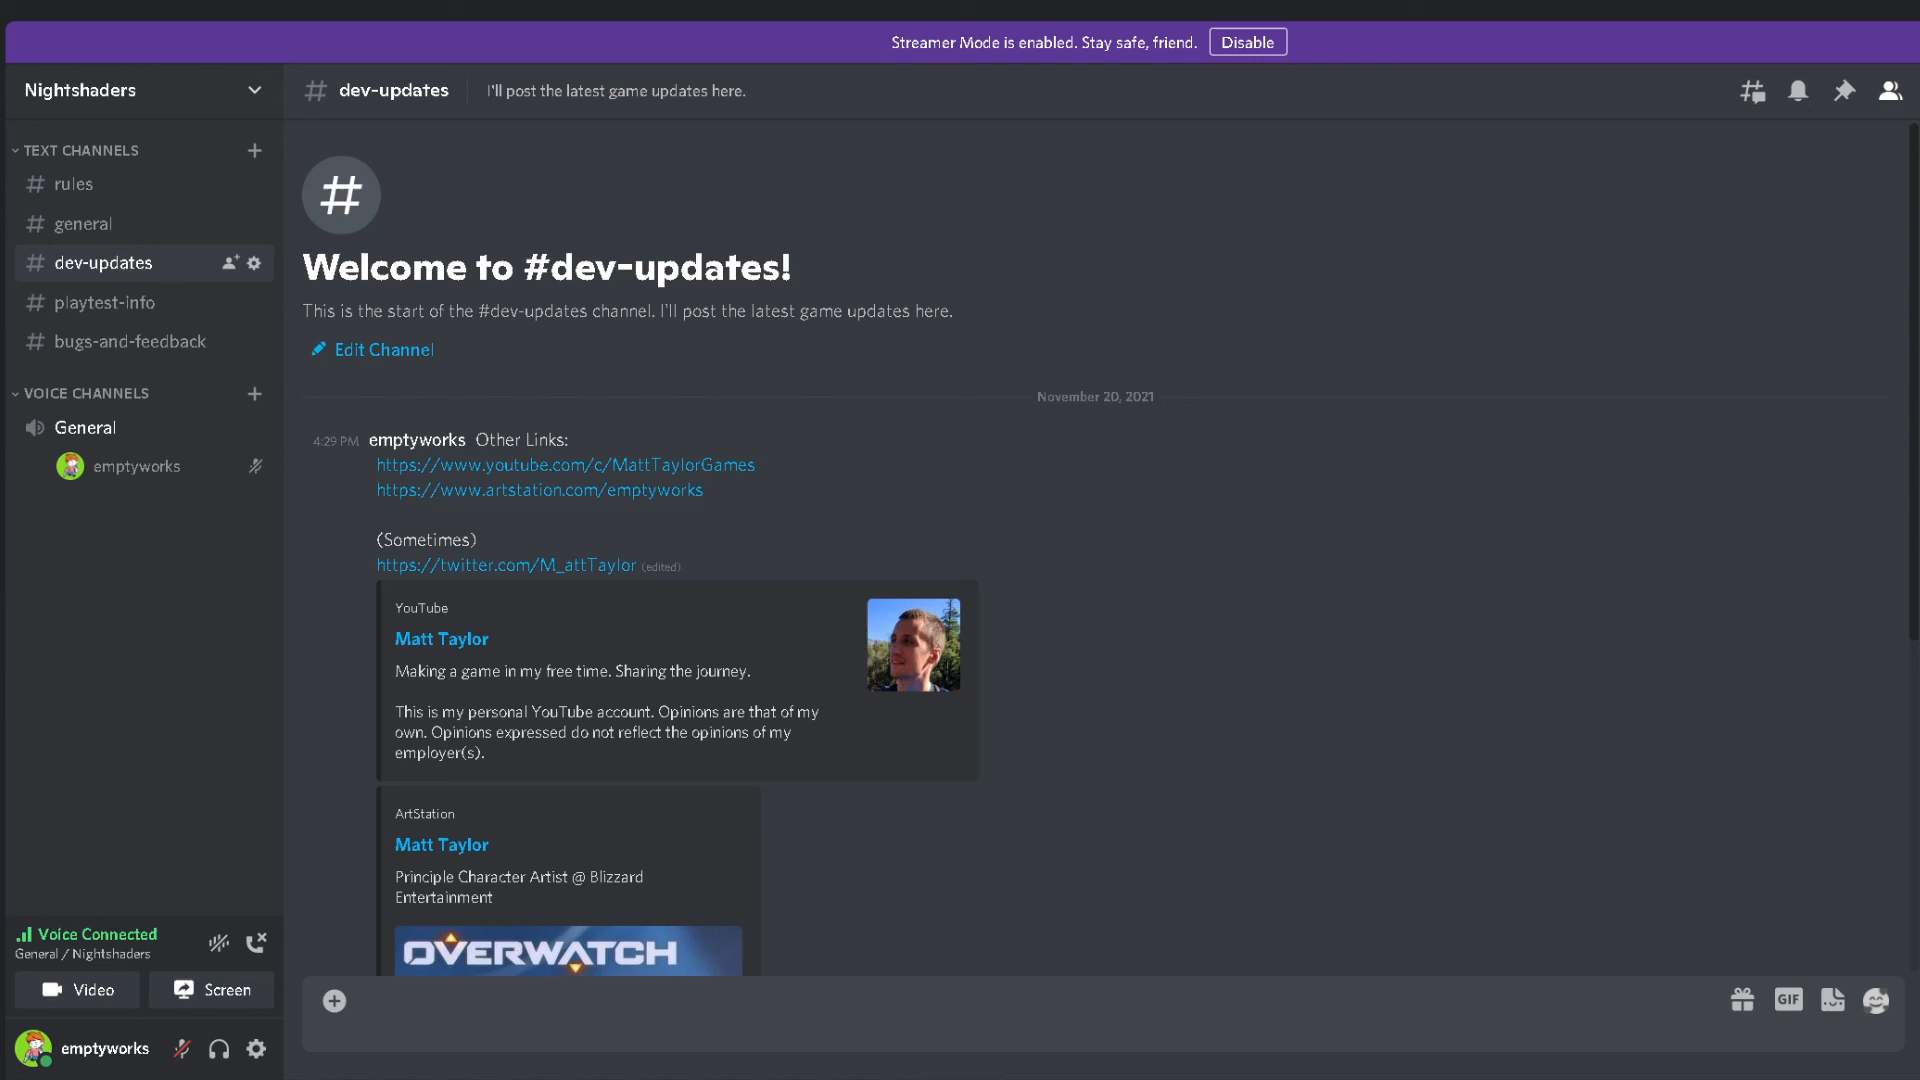 Streamer Mode is enabled. Stay safe, friend.
Disable
Nightshaders
dev-updates
I'll post the latest game updates here.
TEXT CHANNELS
rules
general
dev-updates
playtest-info
bugs-and-feedback
VOICE CHANNELS
General
emptyworks
Welcome to #dev-updates!
This is the start of the #dev-updates channel. I'll post the latest game updates here.
Edit Channel
November 20, 2021
4:29 PM emptyworks Other Links:
https://www.youtube.com/c/MattTaylorGames
https://www.artstation.com/emptyworks
(Sometimes)
https://twitter.com/M_attTaylor (edited)
YouTube
Matt Taylor
Making a game in my free time. Sharing the journey.
This is my personal YouTube account. Opinions are that of my
own. Opinions expressed do not reflect the opinions of my
employer(s).
ArtStation
Matt Taylor
Principle Character Artist @ Blizzard
Entertainment
OVERWATCH
Voice Connected
General / Nightshaders
Video
Screen
emptyworks
GIF